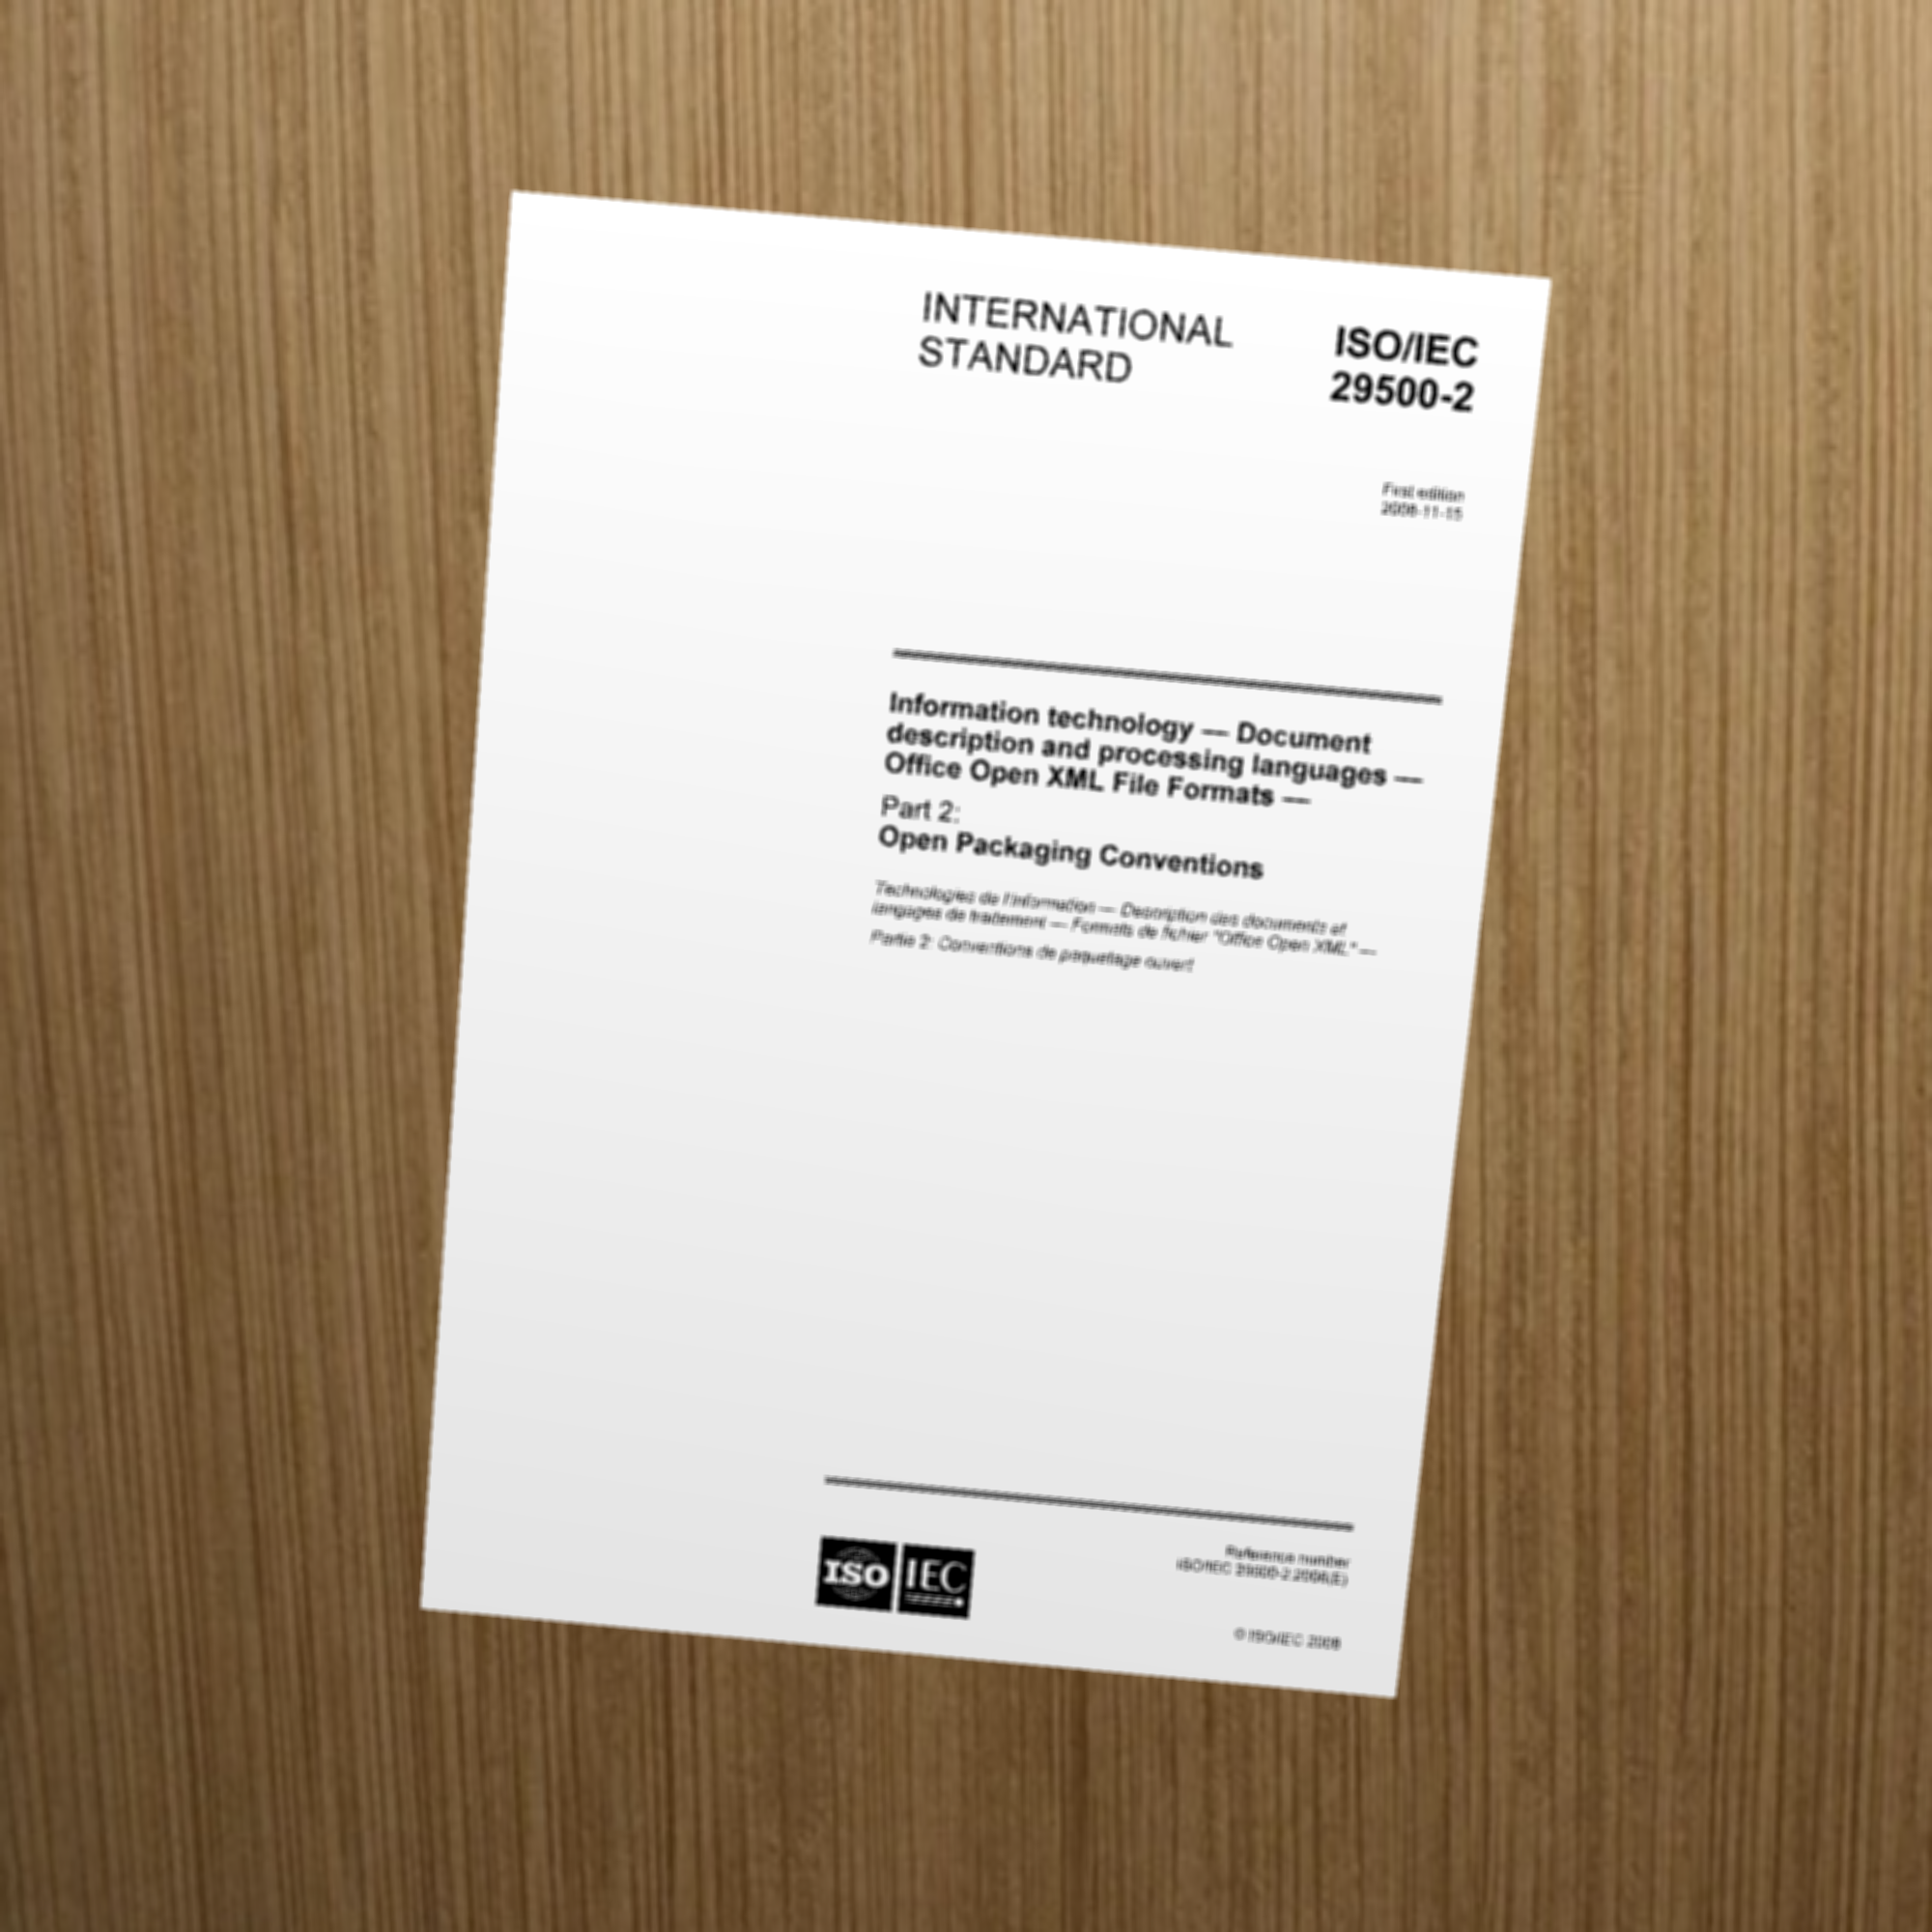 INTERNATIONAL
STANDARD
ISO/IEC
29500-2
First edition
2008-11-15
Information technology — Document
description and processing languages —
Office Open XML File Formats —
Part 2:
Open Packaging Conventions
Technologies de l'information — Description des documents et
langages de traitement — Formats de fichier "Office Open XML" —
Partie 2: Conventions de paquetage ouvert
ISO IEC
Reference number
ISO/IEC 29500-2:2008(E)
© ISO/IEC 2008